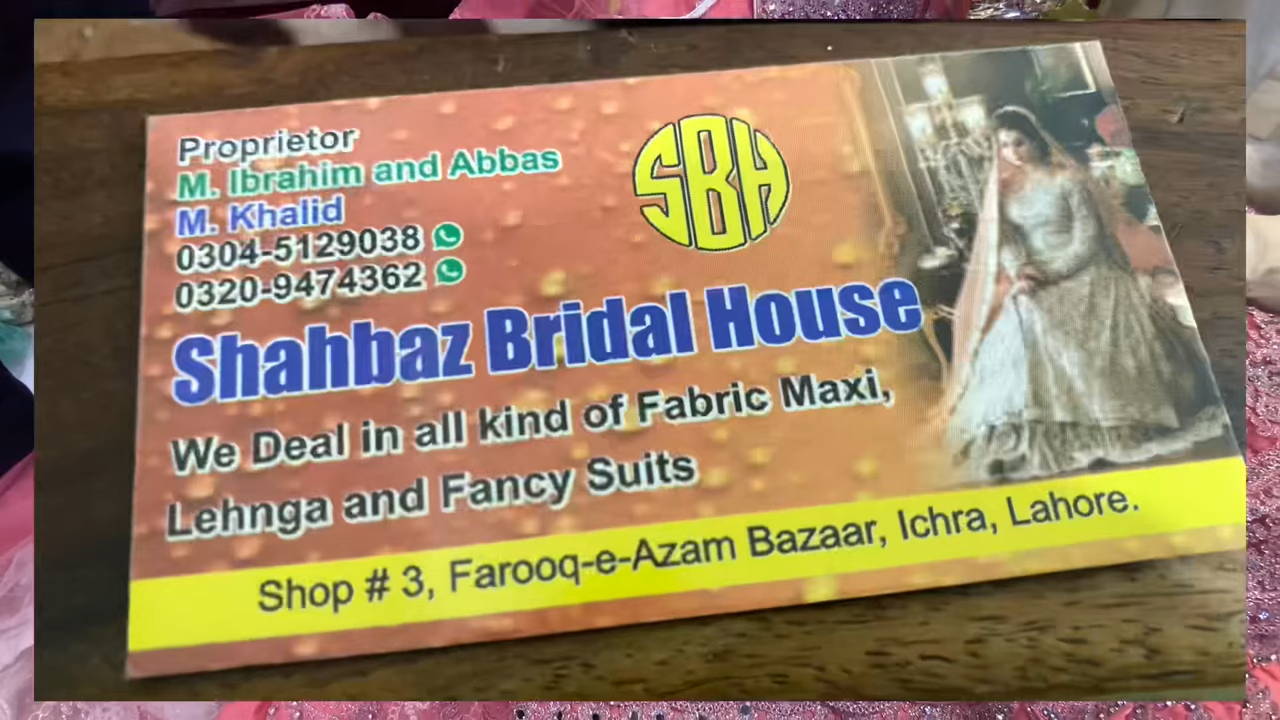 Proprietor
M. Ibrahim and Abbas
M. Khalid
0304-5129038
0320-9474362
SBH
Shahbaz Bridal House
We Deal in all kind of Fabric Maxi,
Lehnga and Fancy Suits
Shop # 3, Farooq-e-Azam Bazaar, Ichra, Lahore.